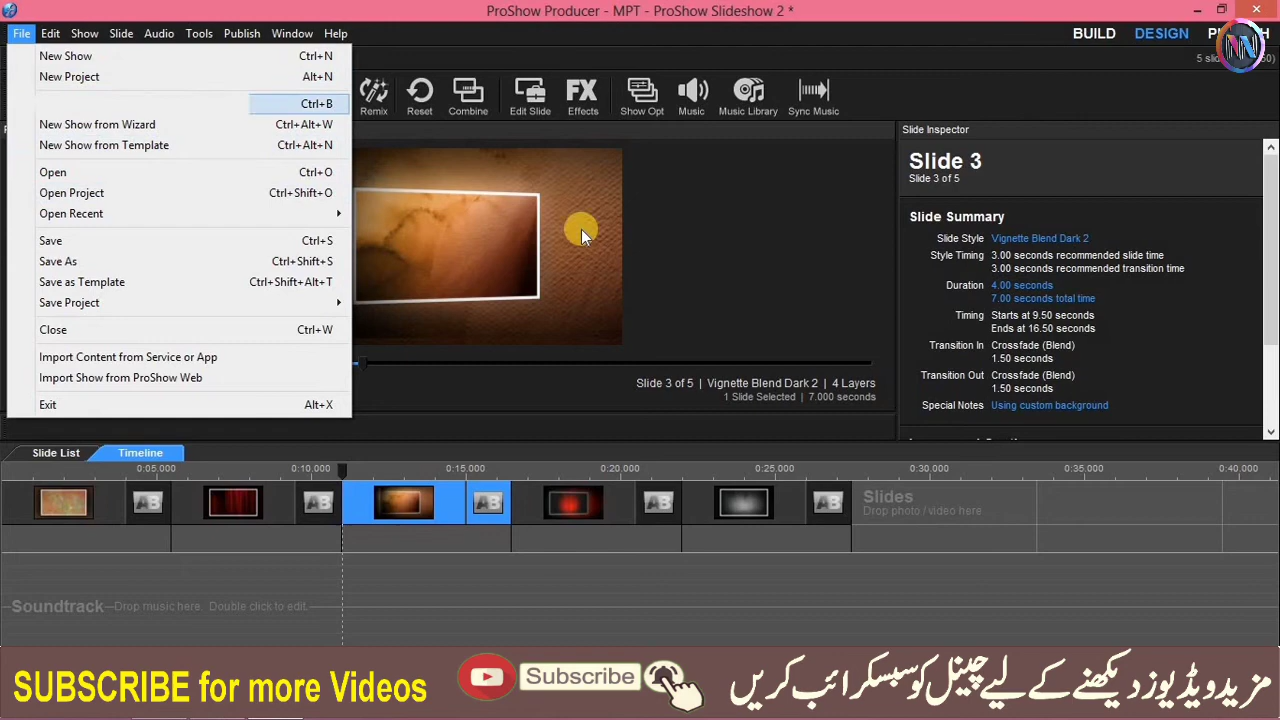 ProShow Producer - MPT - ProShow Slideshow 2 *
File Edit Show Slide Audio Tools Publish Window Help
BUILD DESIGN
New Show Ctrl+N
New Project Alt+N
Ctrl+B
New Show from Wizard Ctrl+Alt+W
New Show from Template Ctrl+Alt+N
Open Ctrl+O
Open Project Ctrl+Shift+O
Open Recent
Save Ctrl+S
Save As Ctrl+Shift+S
Save as Template Ctrl+Shift+Alt+T
Save Project
Close Ctrl+W
Import Content from Service or App
Import Show from ProShow Web
Exit Alt+X
Remix Reset Combine Edit Slide FX Effects Show Opt Music Music Library Sync Music
Slide Inspector
Slide 3
Slide 3 of 5
Slide Summary
Slide Style Vignette Blend Dark 2
Style Timing 3.00 seconds recommended slide time
3.00 seconds recommended transition time
Duration 4.00 seconds
7.00 seconds total time
Timing Starts at 9.50 seconds
Ends at 16.50 seconds
Transition In Crossfade (Blend)
1.50 seconds
Transition Out Crossfade (Blend)
1.50 seconds
Special Notes Using custom background
Slide 3 of 5 | Vignette Blend Dark 2 | 4 Layers
1 Slide Selected | 7.000 seconds
Slide List Timeline
0:05.000 0:10.000 0:15.000 0:20.000 0:25.000 0:30.000 0:35.000 0:40.000
AB AB AB AB AB
Slides
Drop photo / video here
Soundtrack Drop music here. Double click to edit.
SUBSCRIBE for more Videos
Subscribe
مزید ویڈیوز دیکھنے کے لیے چینل کو سبسکرائب کریں